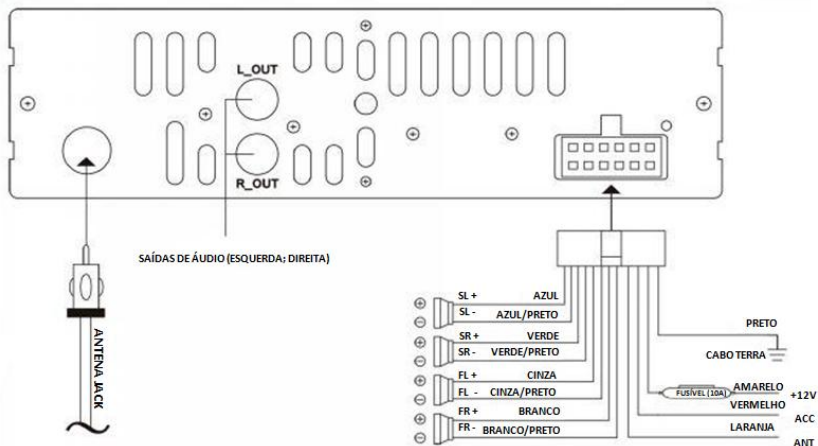 L_OUT
R_OUT
SAÍDAS DE ÁUDIO (ESQUERDA; DIREITA)
ANTENA JACK
SL + AZUL
SL - AZUL/PRETO
SR + VERDE
SR - VERDE/PRETO
FL + CINZA
FL - CINZA/PRETO
FR + BRANCO
FR - BRANCO/PRETO
PRETO
CABO TERRA
FUSÍVEL (10A) AMARELO +12V
VERMELHO ACC
LARANJA ANT